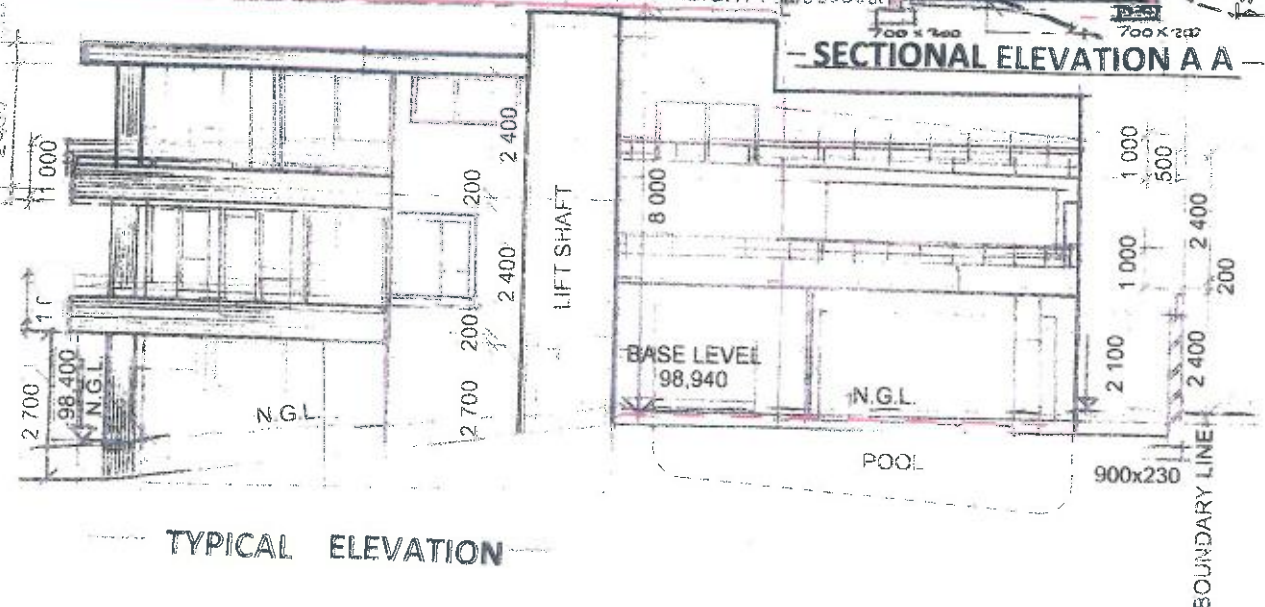 700 x 200
700 x 200
SECTIONAL ELEVATION A A
1 000
2 400
200
2 400
200
2 700
2 700
98,400
N.G.L.
N.G.L.
LIFT SHAFT
8 000
BASE LEVEL
98,940
N.G.L.
POOL
1 000
500
2 400
1 000
200
2 100
2 400
900x230
BOUNDARY LINE
TYPICAL ELEVATION